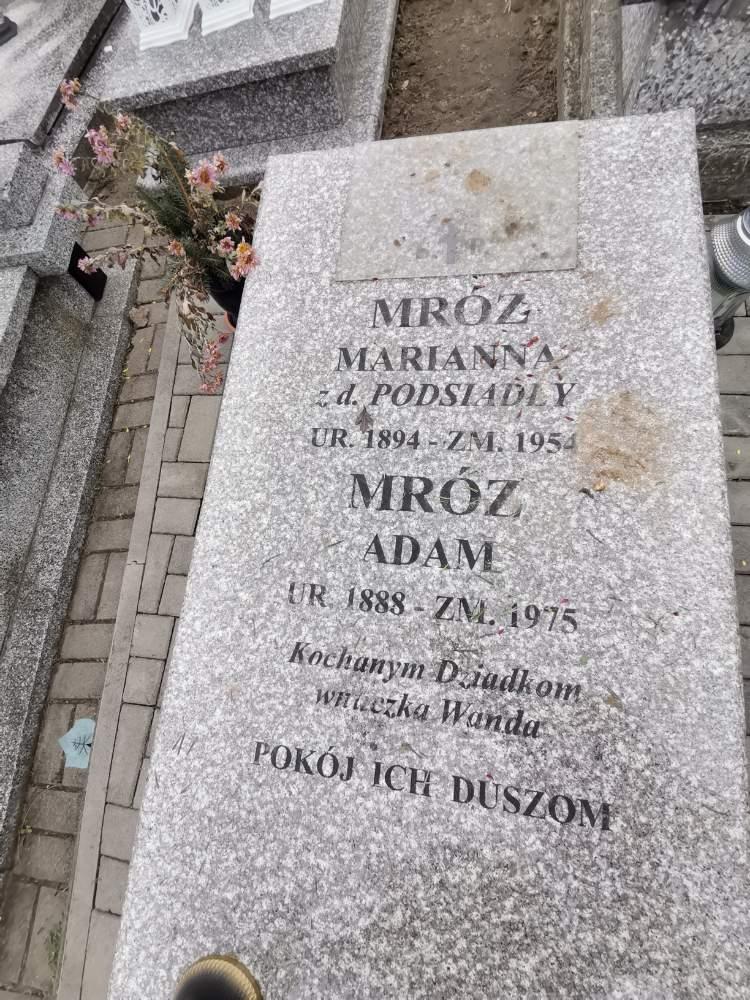 MRÓZ
MARIANNA
z d. PODSIADŁY
UR. 1894 - ZM. 1954
MRÓZ
ADAM
UR. 1888 - ZM. 1975
Kochanym Dziadkom
wnuczka Wanda
POKÓJ ICH DUSZOM